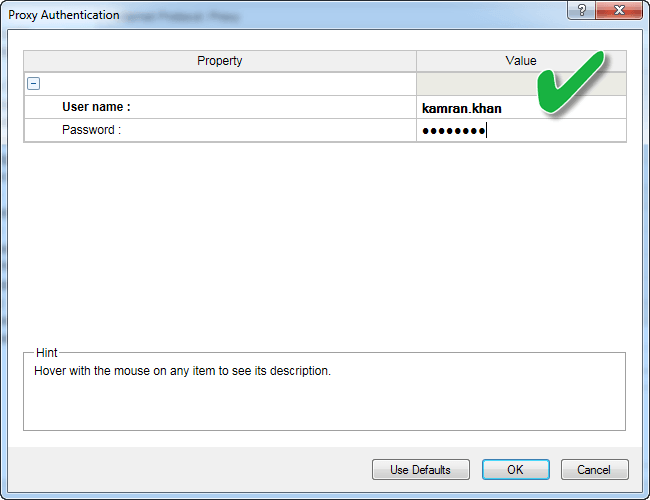 Proxy Authentication
Property Value
User name : kamran.khan
Password : ●●●●●●●●
Hint
Hover with the mouse on any item to see its description.
Use Defaults OK Cancel